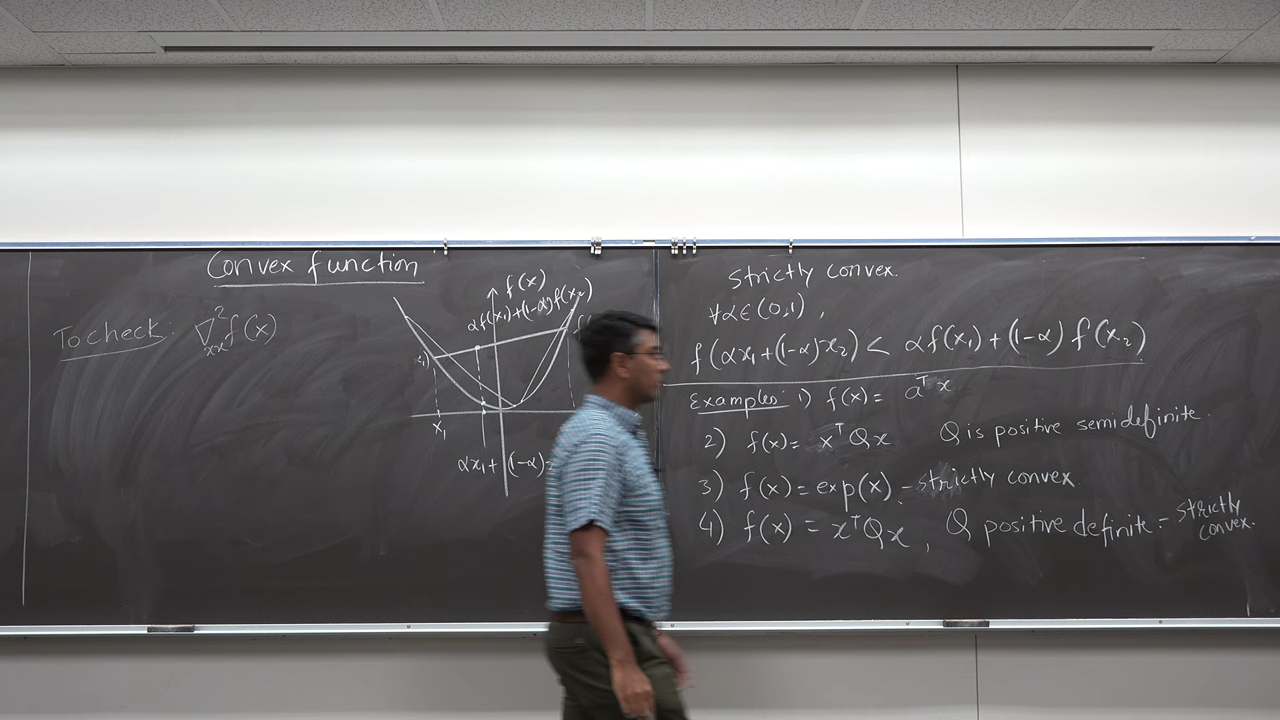 Convex function
To check: ∇²ₓₓf(x)
f(x)
αf(x₁)+(1-α)f(x₂)
x₁
αx₁+(1-α)
Strictly convex.
∀α∈(0,1),
f(αx₁+(1-α)x₂) < αf(x₁)+(1-α)f(x₂)
Examples: 1) f(x)= aᵀx
2) f(x)= xᵀQx Q is positive semidefinite.
3) f(x)=exp(x) - strictly convex
4) f(x) = xᵀQx, Q positive definite - strictly
convex.